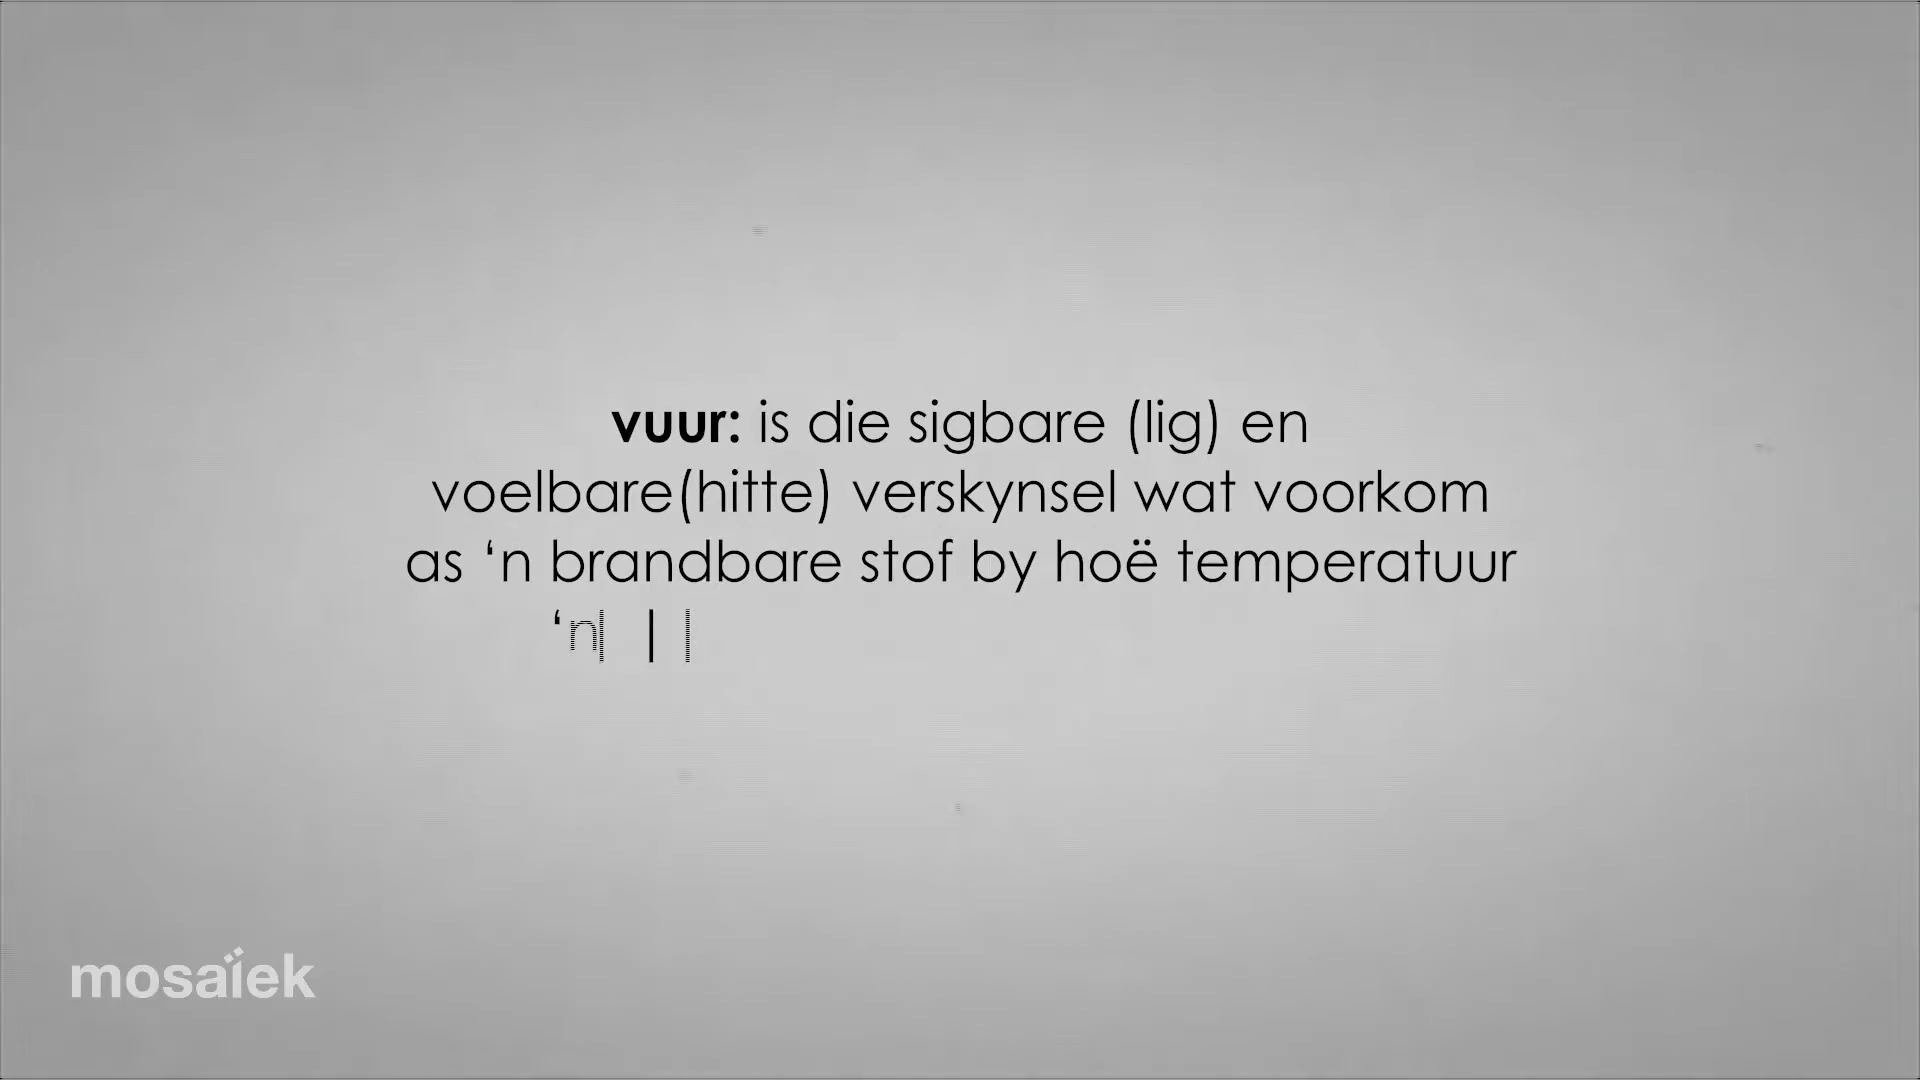 vuur: is die sigbare (lig) en
voelbare(hitte) verskynsel wat voorkom
as ‘n brandbare stof by hoë temperatuur
‘n
mosaïek